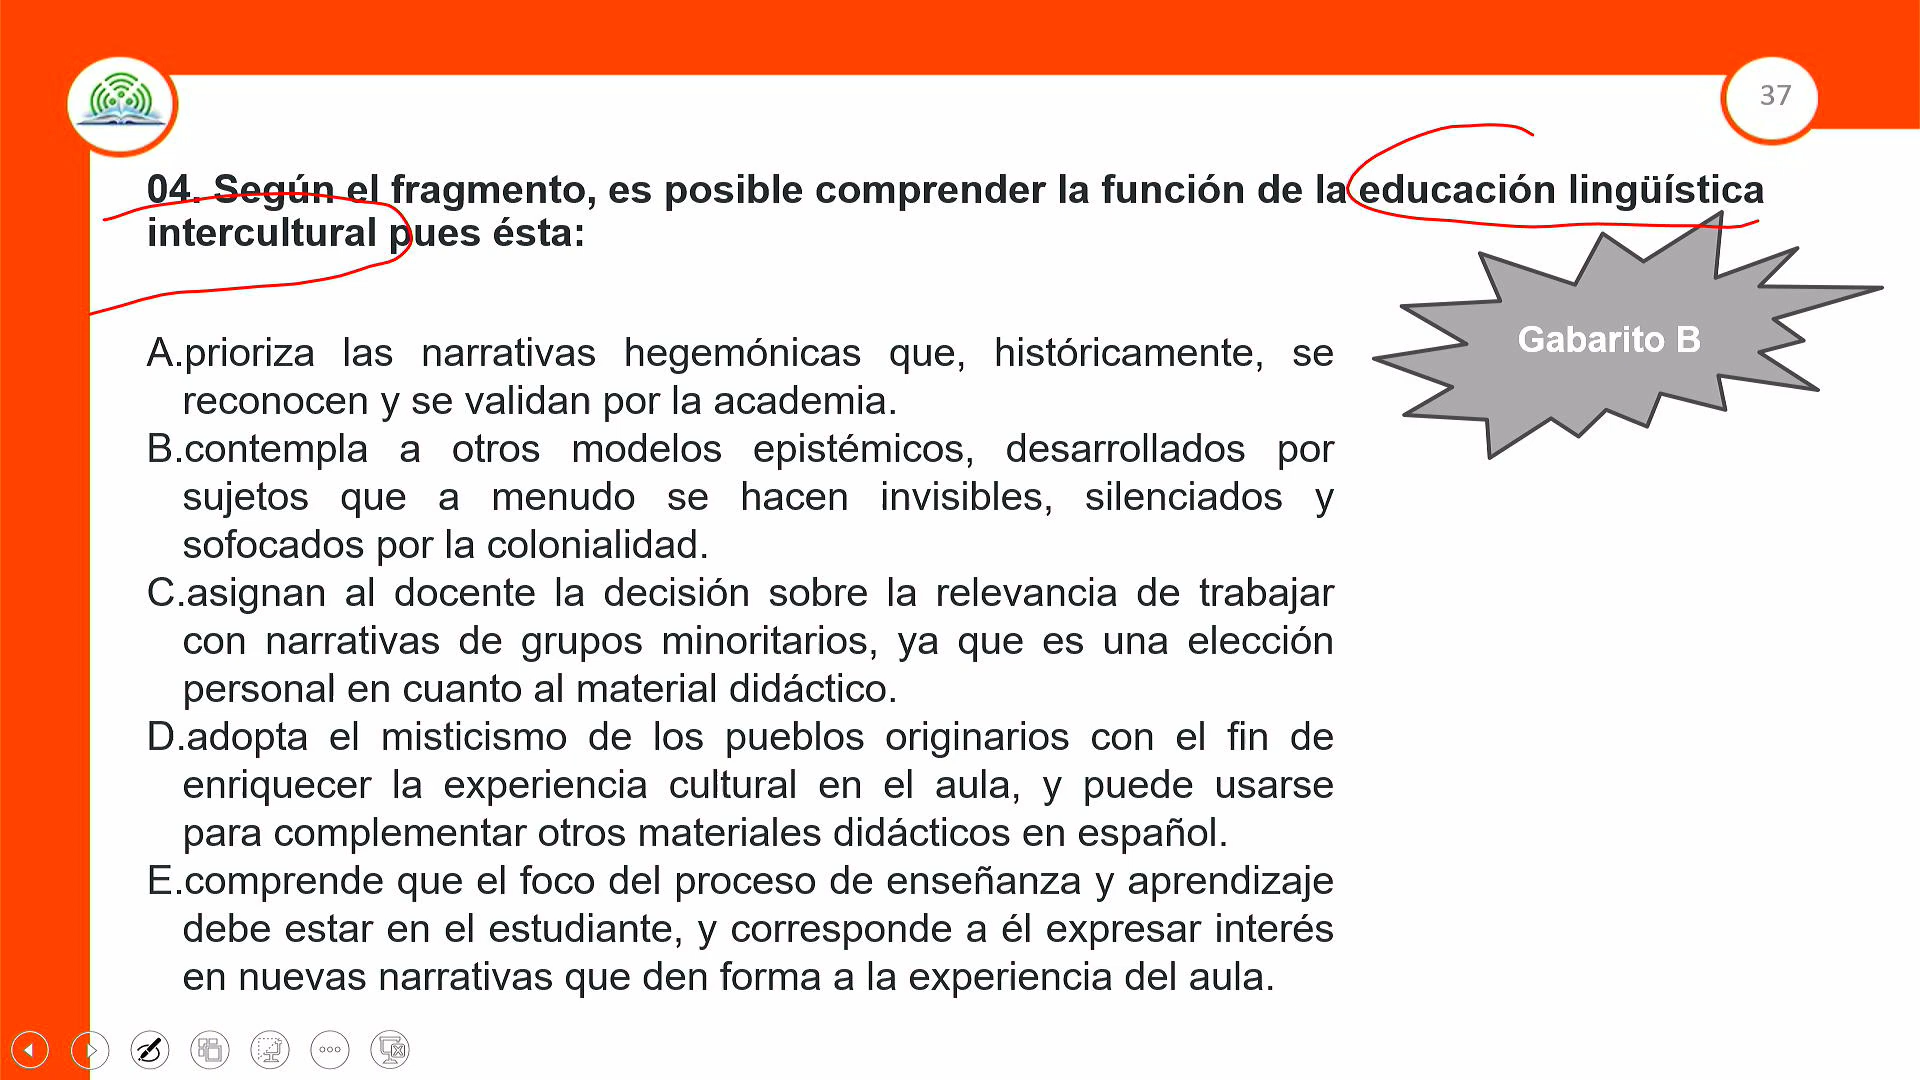 37
04. Según el fragmento, es posible comprender la función de la educación lingüística
intercultural pues ésta:
Gabarito B
A.prioriza las narrativas hegemónicas que, históricamente, se
reconocen y se validan por la academia.
B.contempla a otros modelos epistémicos, desarrollados por
sujetos que a menudo se hacen invisibles, silenciados y
sofocados por la colonialidad.
C.asignan al docente la decisión sobre la relevancia de trabajar
con narrativas de grupos minoritarios, ya que es una elección
personal en cuanto al material didáctico.
D.adopta el misticismo de los pueblos originarios con el fin de
enriquecer la experiencia cultural en el aula, y puede usarse
para complementar otros materiales didácticos en español.
E.comprende que el foco del proceso de enseñanza y aprendizaje
debe estar en el estudiante, y corresponde a él expresar interés
en nuevas narrativas que den forma a la experiencia del aula.